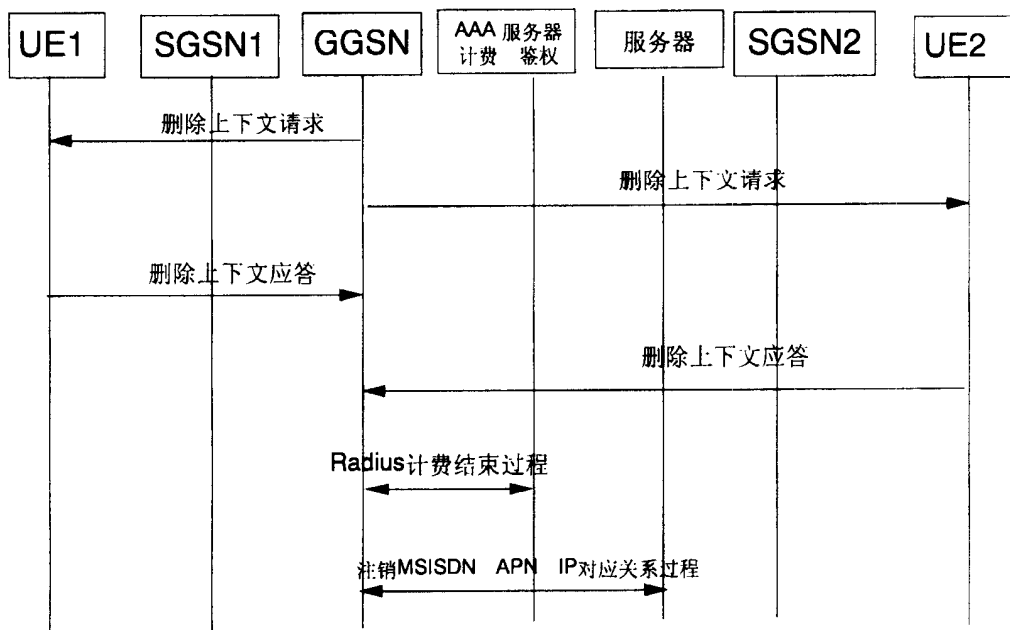 UE1
SGSN1
GGSN
AAA 服务器
计费 鉴权
服务器
SGSN2
UE2
删除上下文请求
删除上下文请求
删除上下文应答
删除上下文应答
Radius计费结束过程
注销MSISDN APN IP对应关系过程